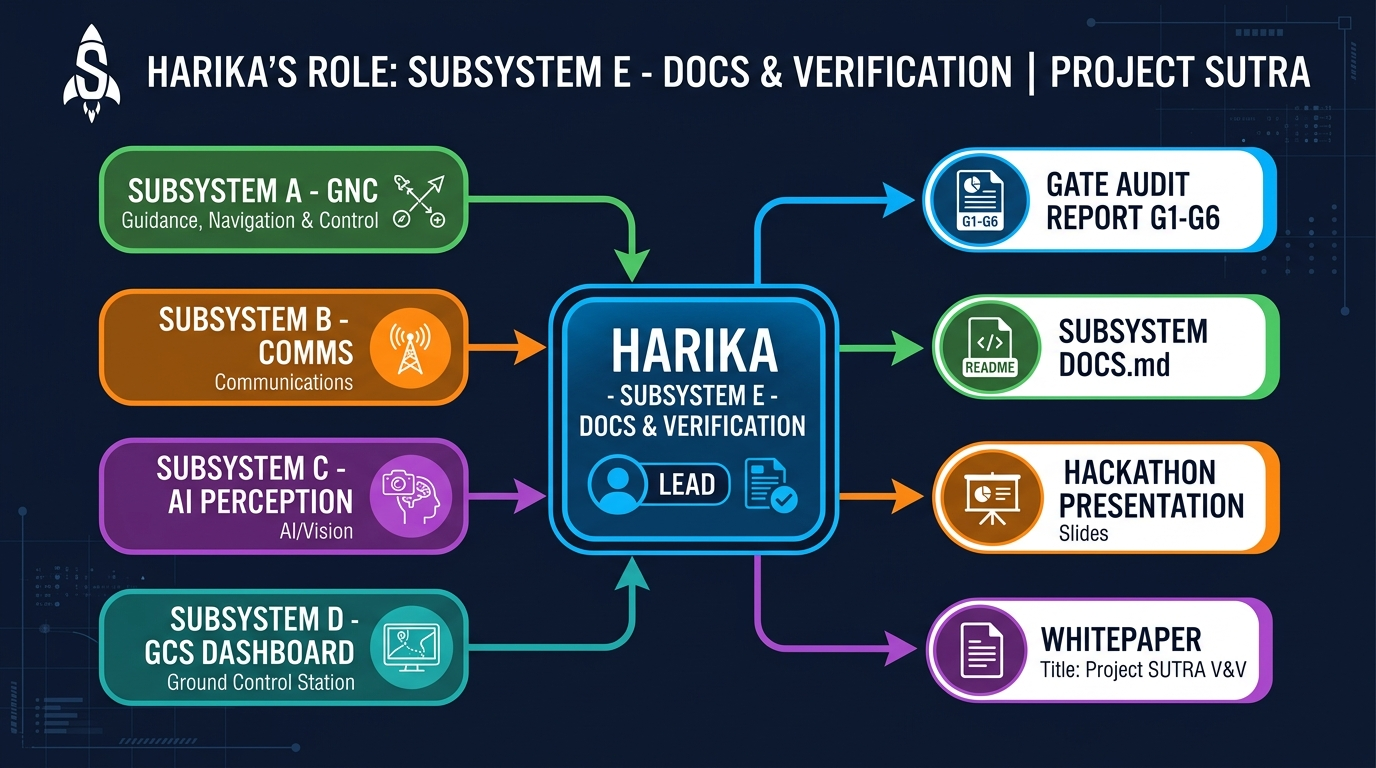 S
HARIKA'S ROLE: SUBSYSTEM E - DOCS & VERIFICATION | PROJECT SUTRA
SUBSYSTEM A - GNC
Guidance, Navigation & Control
SUBSYSTEM B -
COMMS
Communications
SUBSYSTEM C -
AI PERCEPTION
AI/Vision
SUBSYSTEM D -
GCS DASHBOARD
Ground Control Station
HARIKA
- SUBSYSTEM E -
DOCS & VERIFICATION
LEAD
G1-G6
GATE AUDIT
REPORT G1-G6
</>
README
SUBSYSTEM
DOCS.md
HACKATHON
PRESENTATION
Slides
WHITEPAPER
Title: Project SUTRA V&V